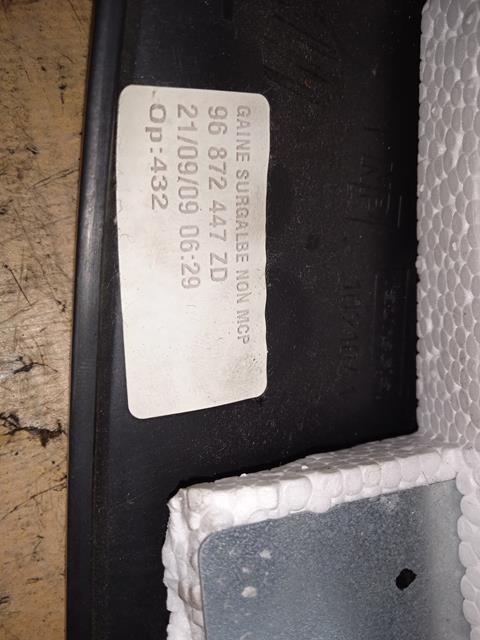 GAINE SURGALBE NON MCP
96 872 447 ZD
21/09/09 06:29
Op:432